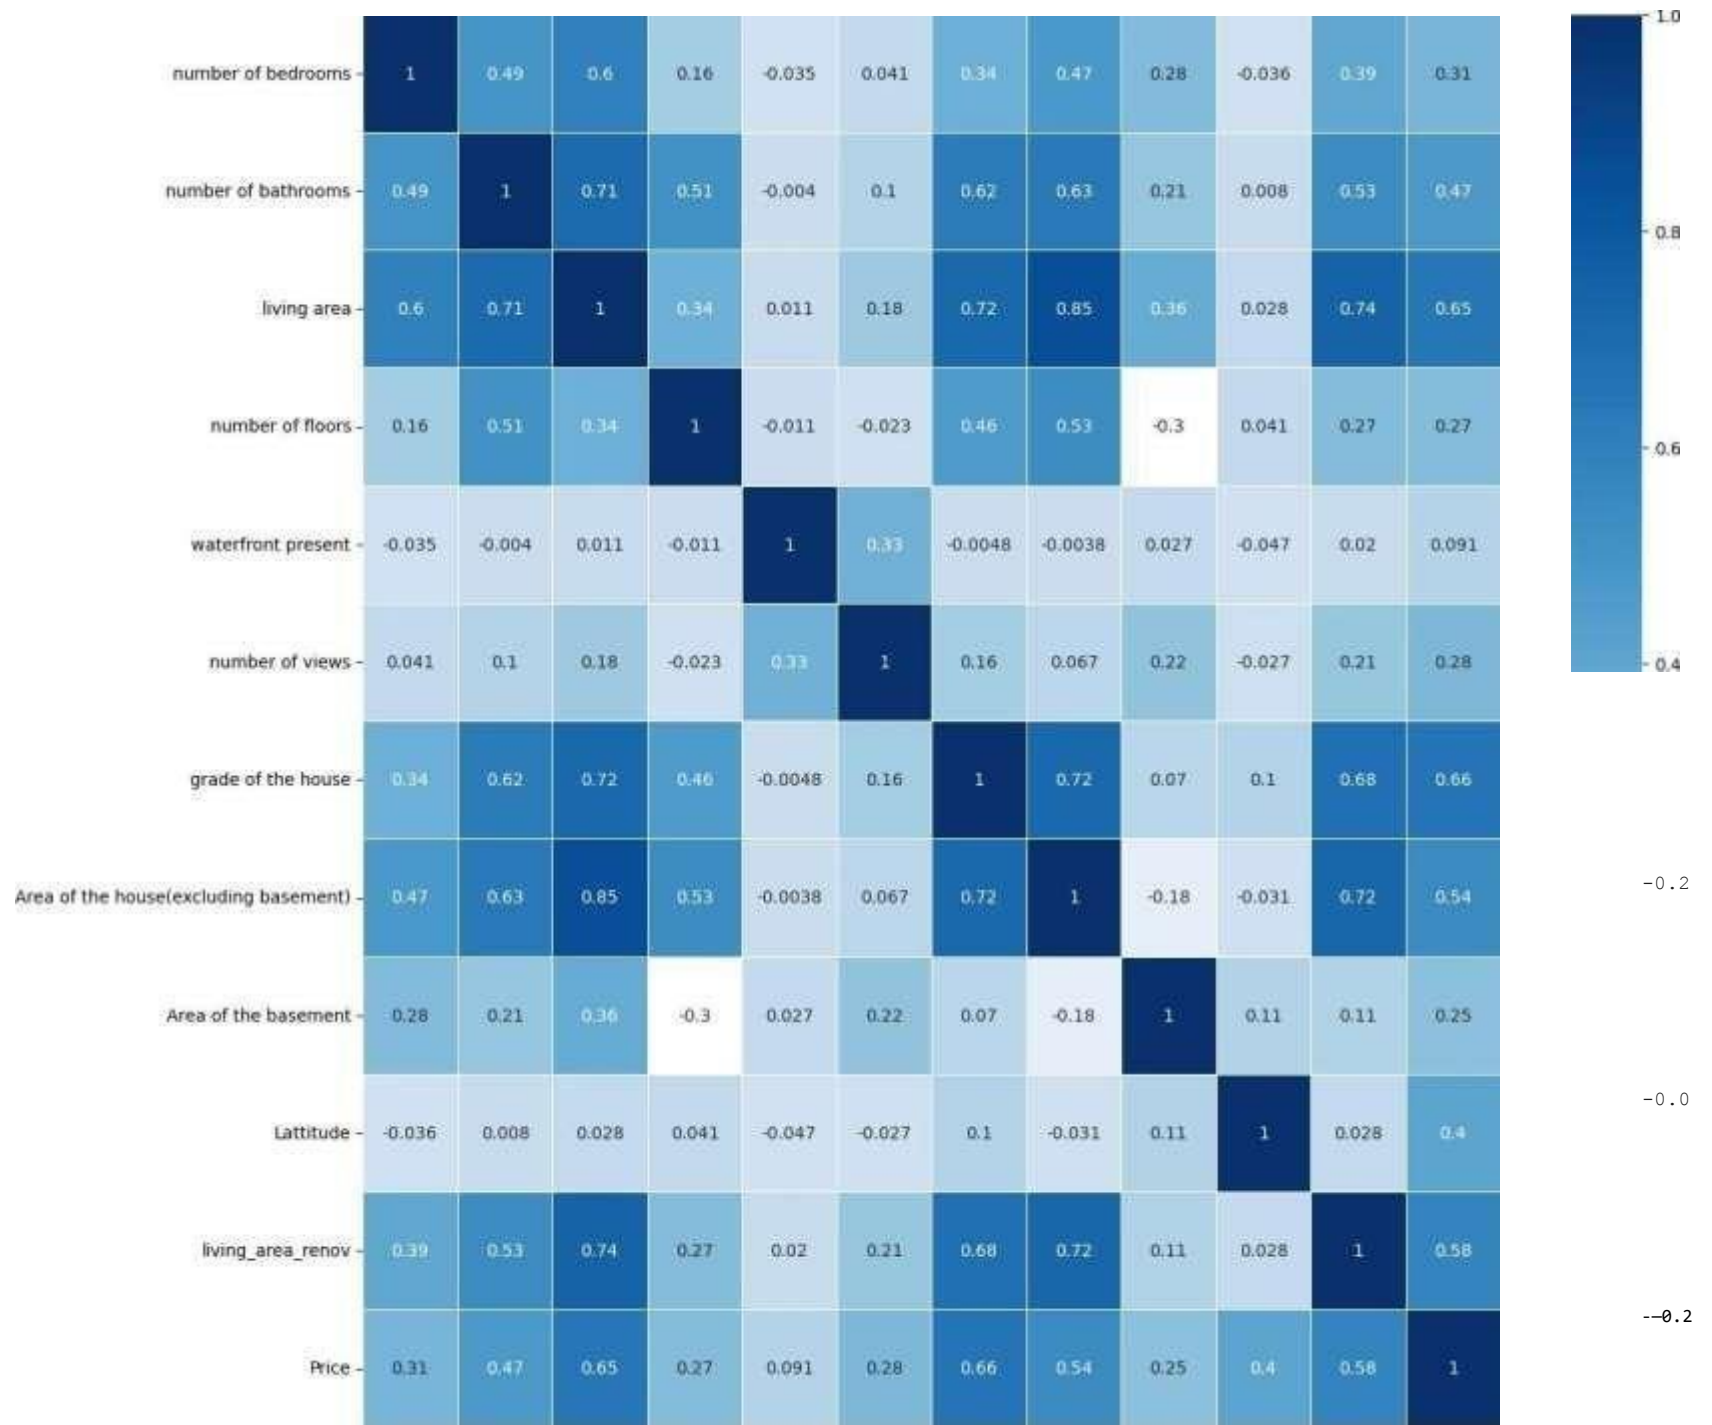 number of bedrooms 1 0.49 0.6 0.16 -0.035 0.041 0.34 0.47 0.28 -0.036 0.39 0.31
number of bathrooms 0.49 1 0.71 0.51 -0.004 0.1 0.62 0.63 0.21 0.008 0.53 0.47
living area 0.6 0.71 1 0.34 0.011 0.18 0.72 0.85 0.36 0.028 0.74 0.65
number of floors 0.16 0.51 0.34 1 -0.011 -0.023 0.46 0.53 -0.3 0.041 0.27 0.27
waterfront present -0.035 -0.004 0.011 -0.011 1 0.33 -0.0048 -0.0038 0.027 -0.047 0.02 0.091
number of views 0.041 0.1 0.18 -0.023 0.33 1 0.16 0.067 0.22 -0.027 0.21 0.28
grade of the house 0.34 0.62 0.72 0.46 -0.0048 0.16 1 0.72 0.07 0.1 0.68 0.66
Area of the house(excluding basement) 0.47 0.63 0.85 0.53 -0.0038 0.067 0.72 1 -0.18 -0.031 0.72 0.54
Area of the basement 0.28 0.21 0.36 -0.3 0.027 0.22 0.07 -0.18 1 0.11 0.11 0.25
Lattitude -0.036 0.008 0.028 0.041 -0.047 -0.027 0.1 -0.031 0.11 1 0.028 0.4
living_area_renov 0.39 0.53 0.74 0.27 0.02 0.21 0.68 0.72 0.11 0.028 1 0.58
Price 0.31 0.47 0.65 0.27 0.091 0.28 0.66 0.54 0.25 0.4 0.58 1
1.0
0.8
0.6
0.4
-0.2
-0.0
-—0.2